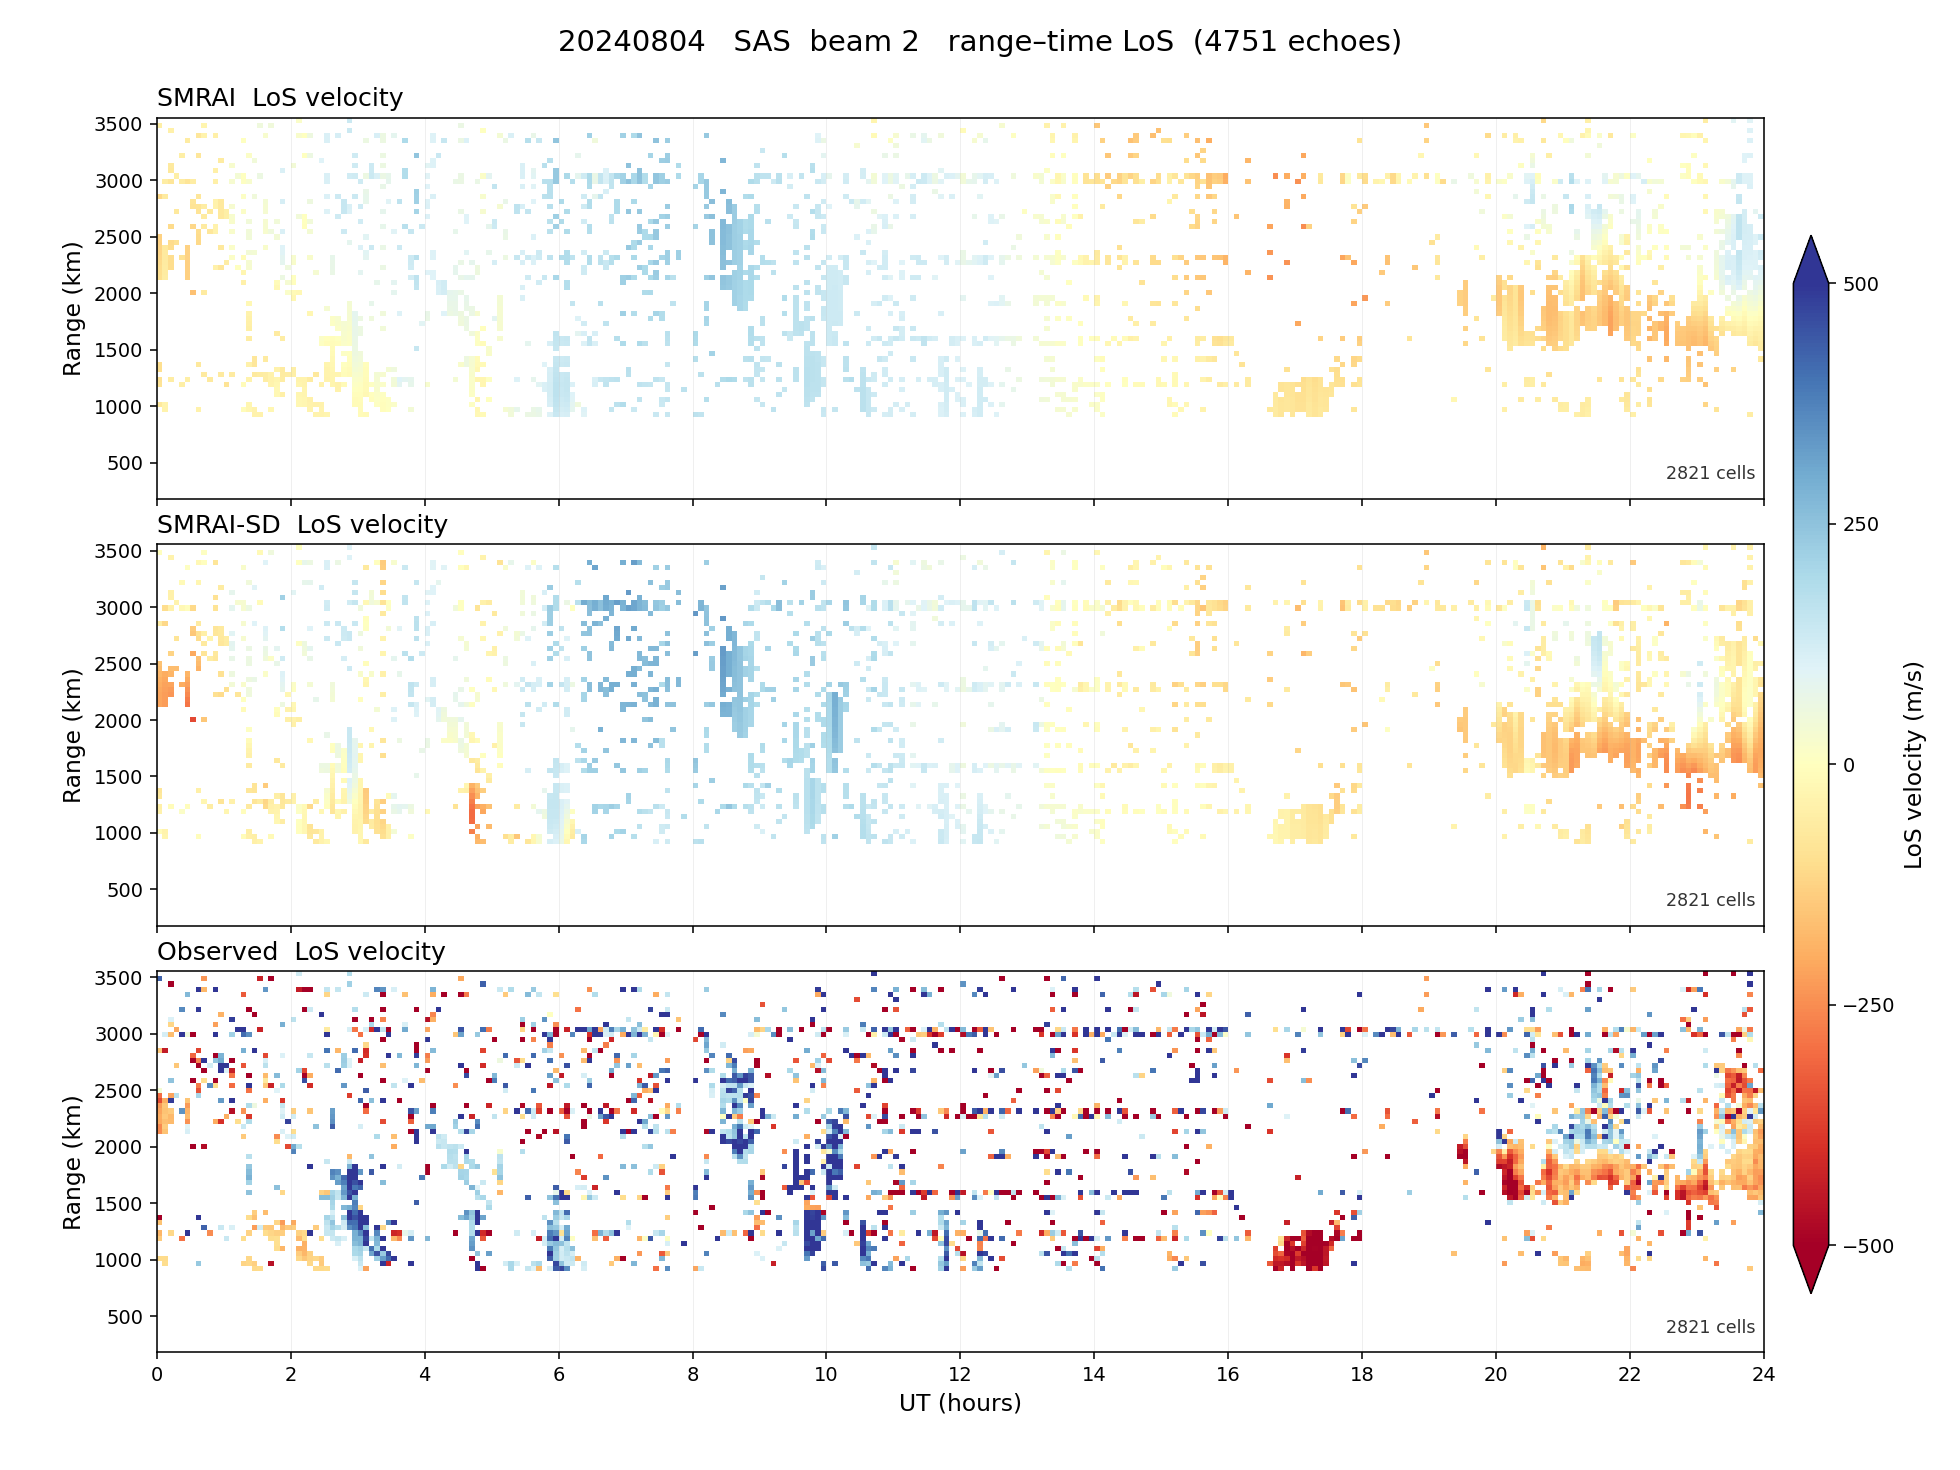 20240804   SAS  beam 2   range–time LoS  (4751 echoes)
SMRAI  LoS velocity
3500
3000
2500
2000
1500
1000
500
Range (km)
2821 cells
SMRAI-SD  LoS velocity
3500
3000
2500
2000
1500
1000
500
Range (km)
2821 cells
Observed  LoS velocity
3500
3000
2500
2000
1500
1000
500
Range (km)
2821 cells
0 2 4 6 8 10 12 14 16 18 20 22 24
UT (hours)
500
250
0
−250
−500
LoS velocity (m/s)